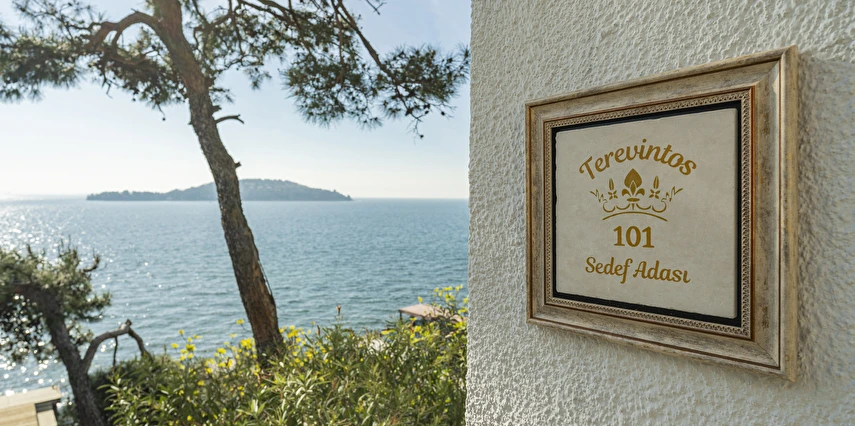 Terevintos
101
Sedef Adası